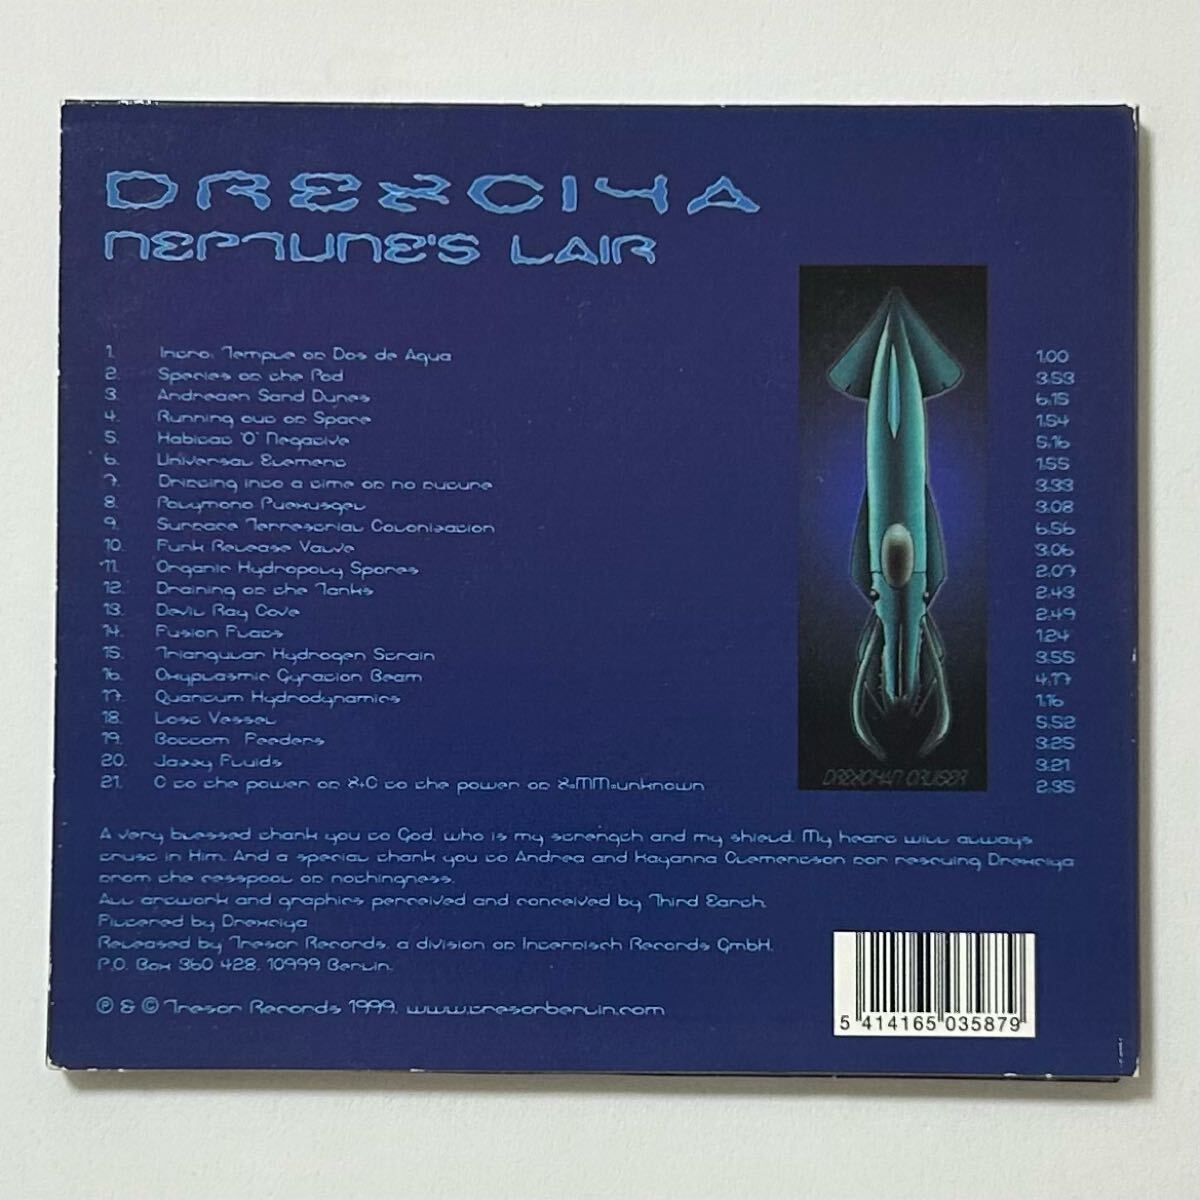 DREXCIYA
NEPTUNE'S LAIR
1. Intro: Temple of Dos de Aqua 1.00
2. Species of the Pod 3.53
3. Andreaen Sand Dunes 6.15
4. Running out of Space 1.54
5. Habitat 'O' Negative 5.16
6. Universal Element 1.55
7. Drifting into a time of no future 3.33
8. Polymono Plexusgel 3.08
9. Surface Terrestrial Colonisation 6.56
10. Funk Release Valve 3.06
11. Organic Hydropoly Spores 2.07
12. Draining of the Tanks 2.43
13. Devil Ray Cove 2.49
14. Fusion Flats 1.24
15. Triangular Hydrogen Strain 3.55
16. Oxyplasmic Gyration Beam 4.17
17. Quantum Hydrodynamics 1.16
18. Lost Vessel 5.52
19. Bottom Feeders 3.25
20. Jazzy Fluids 3.21
21. C to the power of X+C to the power of X=MM=unknown 2.35
DREXCIYAN CRUISER
A very blessed thank you to God, who is my strength and my shield. My heart will always
trust in Him. And a special thank you to Andrea and Kayanna Clementson for rescuing Drexciya
from the cesspool of nothingness.
All artwork and graphics perceived and conceived by Third Earth.
Filtered by Drexciya
Released by Tresor Records, a division of Interfisch Records GmbH.
P.O. Box 360 428, 10999 Berlin.
℗ & © Tresor Records 1999. www.tresorberlin.com
5 414165 035879